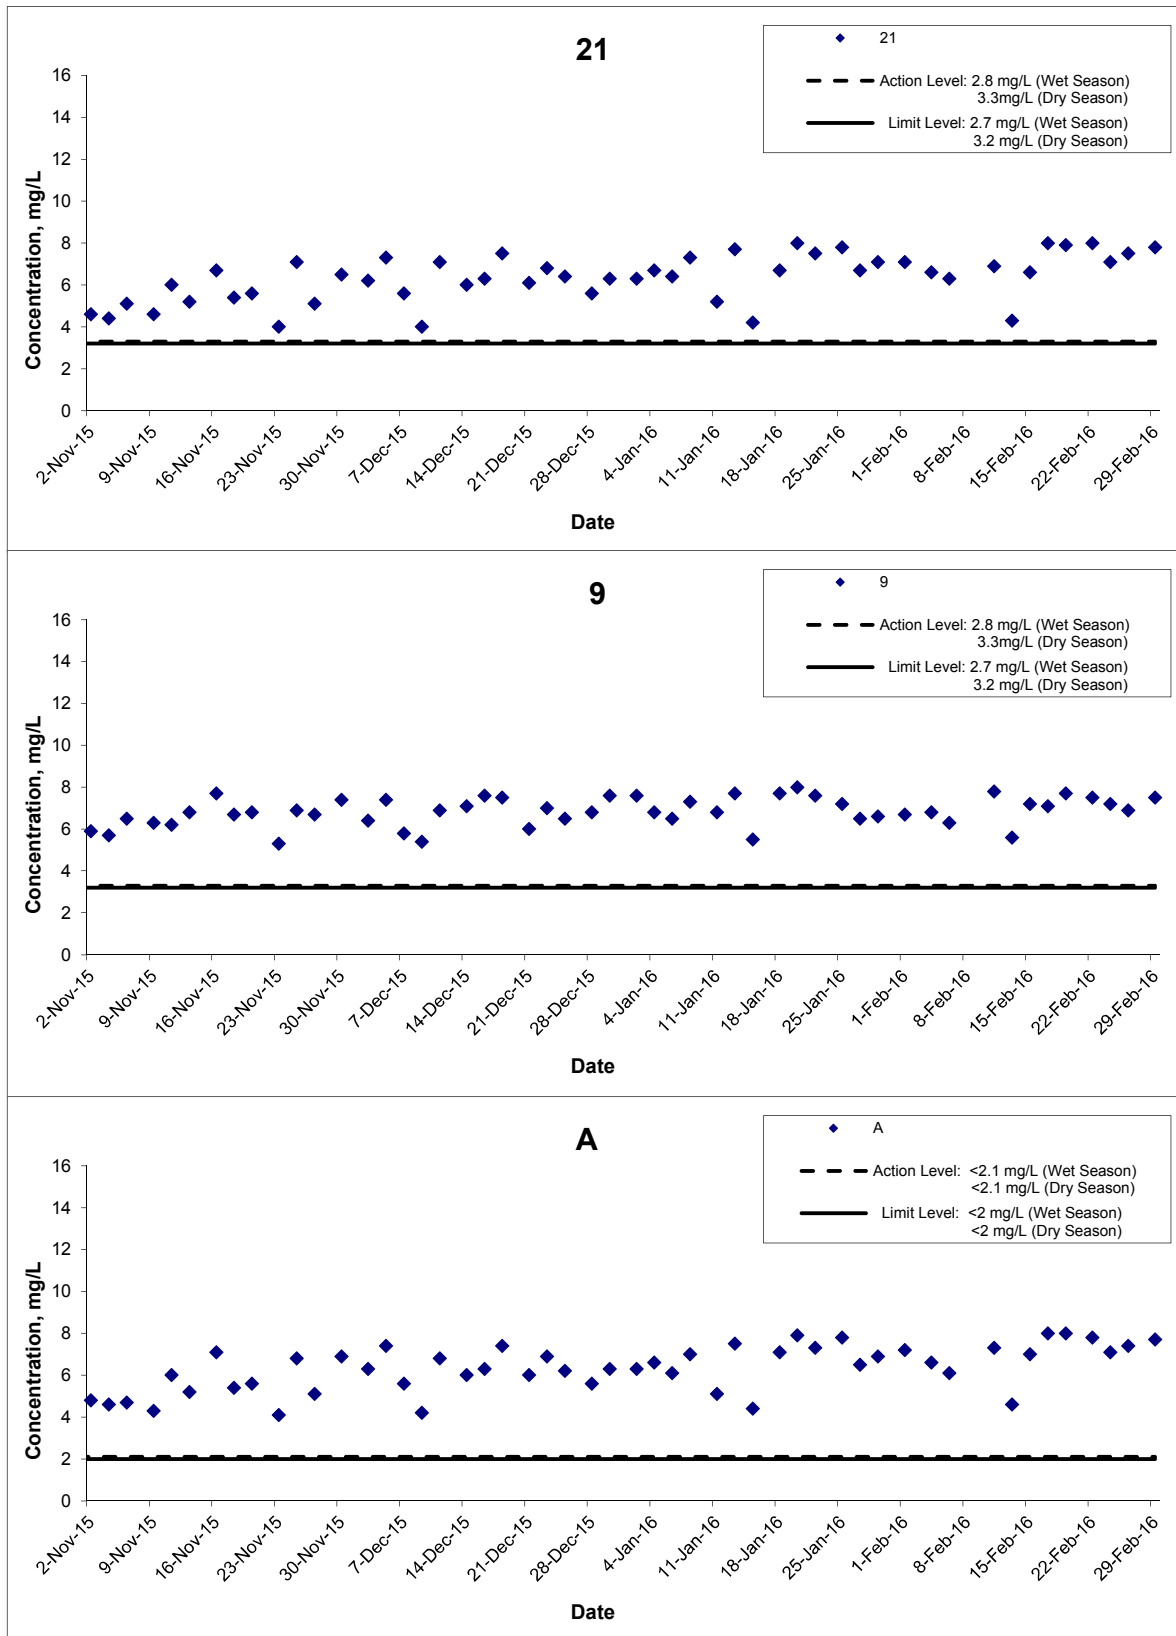 21
21
Action Level: 2.8 mg/L (Wet Season)
3.3mg/L (Dry Season)
Limit Level: 2.7 mg/L (Wet Season)
3.2 mg/L (Dry Season)
Concentration, mg/L
16
14
12
10
8
6
4
2
0
2-Nov-15
9-Nov-15
16-Nov-15
23-Nov-15
30-Nov-15
7-Dec-15
14-Dec-15
21-Dec-15
28-Dec-15
4-Jan-16
11-Jan-16
18-Jan-16
25-Jan-16
1-Feb-16
8-Feb-16
15-Feb-16
22-Feb-16
29-Feb-16
Date
9
9
Action Level: 2.8 mg/L (Wet Season)
3.3mg/L (Dry Season)
Limit Level: 2.7 mg/L (Wet Season)
3.2 mg/L (Dry Season)
Concentration, mg/L
16
14
12
10
8
6
4
2
0
2-Nov-15
9-Nov-15
16-Nov-15
23-Nov-15
30-Nov-15
7-Dec-15
14-Dec-15
21-Dec-15
28-Dec-15
4-Jan-16
11-Jan-16
18-Jan-16
25-Jan-16
1-Feb-16
8-Feb-16
15-Feb-16
22-Feb-16
29-Feb-16
Date
A
A
Action Level: <2.1 mg/L (Wet Season)
<2.1 mg/L (Dry Season)
Limit Level: <2 mg/L (Wet Season)
<2 mg/L (Dry Season)
Concentration, mg/L
16
14
12
10
8
6
4
2
0
2-Nov-15
9-Nov-15
16-Nov-15
23-Nov-15
30-Nov-15
7-Dec-15
14-Dec-15
21-Dec-15
28-Dec-15
4-Jan-16
11-Jan-16
18-Jan-16
25-Jan-16
1-Feb-16
8-Feb-16
15-Feb-16
22-Feb-16
29-Feb-16
Date